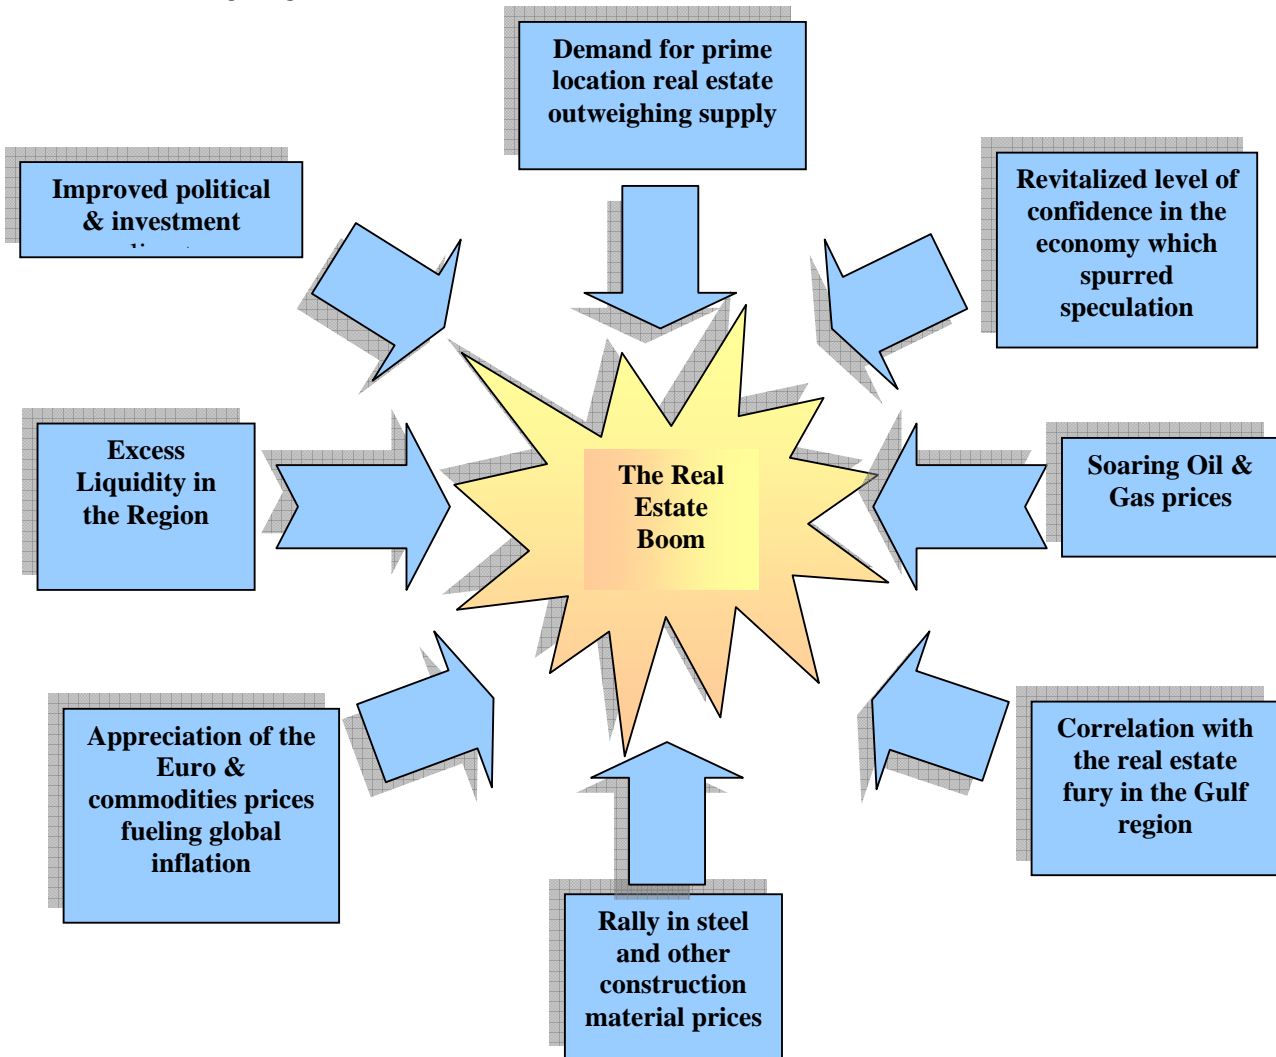 Demand for prime
location real estate
outweighing supply
Improved political
& investment
Revitalized level of
confidence in the
economy which
spurred
speculation
Excess
Liquidity in
the Region
The Real
Estate
Boom
Soaring Oil &
Gas prices
Appreciation of the
Euro &
commodities prices
fueling global
inflation
Correlation with
the real estate
fury in the Gulf
region
Rally in steel
and other
construction
material prices